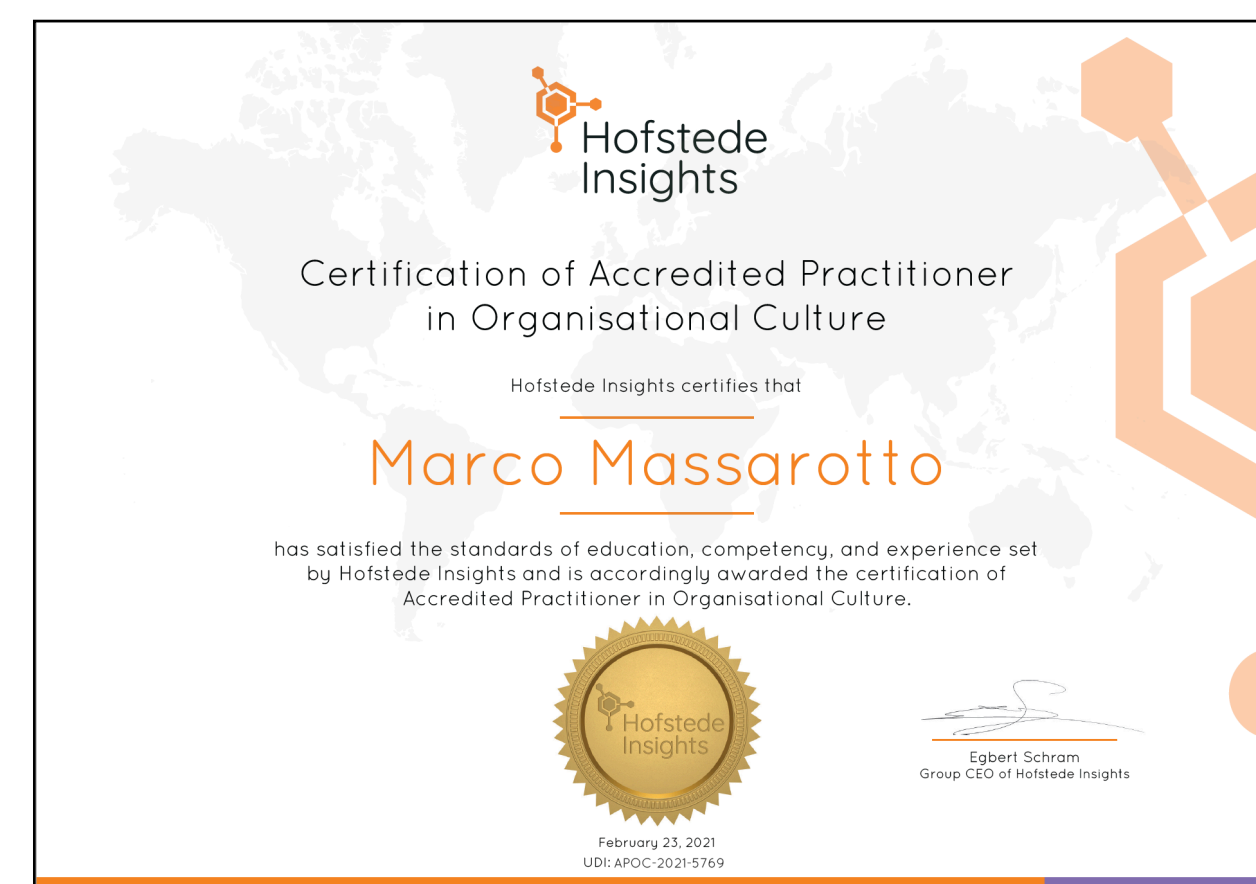 Hofstede
Insights
Certification of Accredited Practitioner
in Organisational Culture
Hofstede Insights certifies that
Marco Massarotto
has satisfied the standards of education, competency, and experience set
by Hofstede Insights and is accordingly awarded the certification of
Accredited Practitioner in Organisational Culture.
Hofstede
Insights
Egbert Schram
Group CEO of Hofstede Insights
February 23, 2021
UDI: APOC-2021-5769